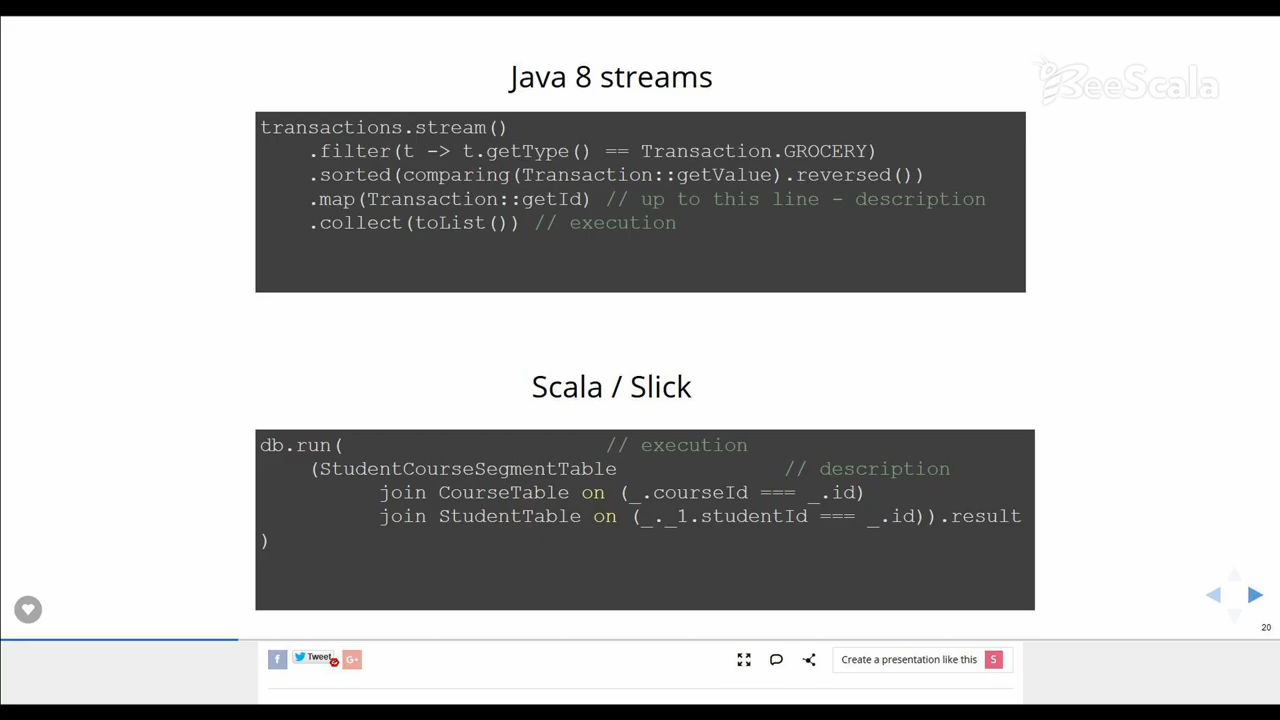 BeeScala
Java 8 streams
transactions.stream()
.filter(t -> t.getType() == Transaction.GROCERY)
.sorted(comparing(Transaction::getValue).reversed())
.map(Transaction::getId) // up to this line - description
.collect(toList()) // execution
Scala / Slick
db.run( // execution
(StudentCourseSegmentTable // description
join CourseTable on (_.courseId === _.id)
join StudentTable on (_._1.studentId === _.id)).result
)
20
f Tweet G+ Create a presentation like this S